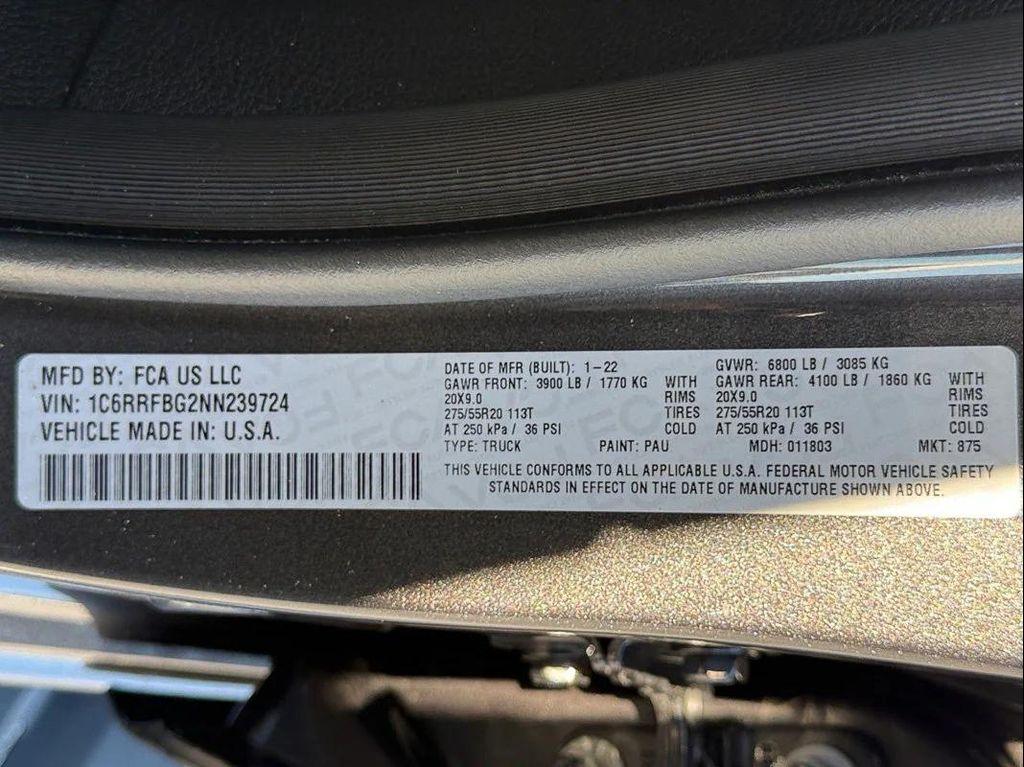 MFD BY: FCA US LLC
VIN: 1C6RRFBG2NN239724
VEHICLE MADE IN: U.S.A.
DATE OF MFR (BUILT): 1-22
GAWR FRONT: 3900 LB / 1770 KG WITH
20X9.0 RIMS
275/55R20 113T TIRES
AT 250 kPa / 36 PSI COLD
TYPE: TRUCK PAINT: PAU
GVWR: 6800 LB / 3085 KG
GAWR REAR: 4100 LB / 1860 KG WITH
20X9.0 RIMS
275/55R20 113T TIRES
AT 250 kPa / 36 PSI COLD
MDH: 011803 MKT: 875
THIS VEHICLE CONFORMS TO ALL APPLICABLE U.S.A. FEDERAL MOTOR VEHICLE SAFETY
STANDARDS IN EFFECT ON THE DATE OF MANUFACTURE SHOWN ABOVE.